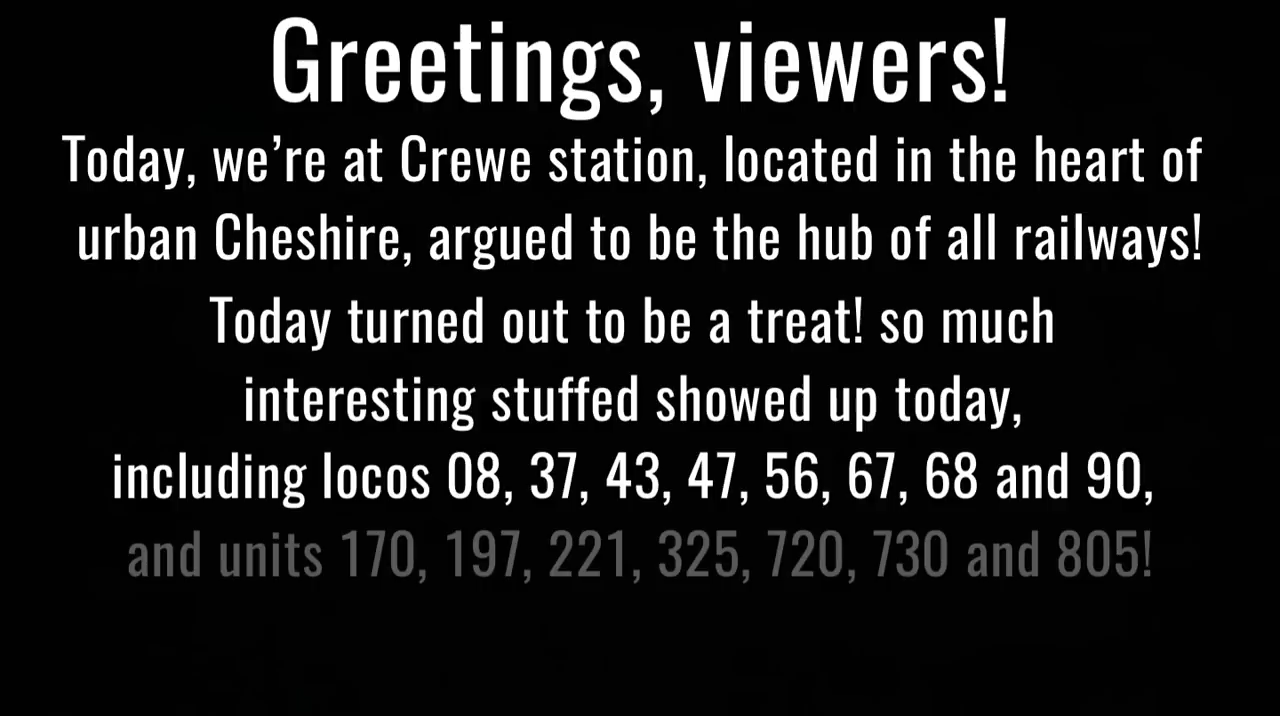 Greetings, viewers!
Today, we’re at Crewe station, located in the heart of
urban Cheshire, argued to be the hub of all railways!
Today turned out to be a treat! so much
interesting stuffed showed up today,
including locos 08, 37, 43, 47, 56, 67, 68 and 90,
and units 170, 197, 221, 325, 720, 730 and 805!